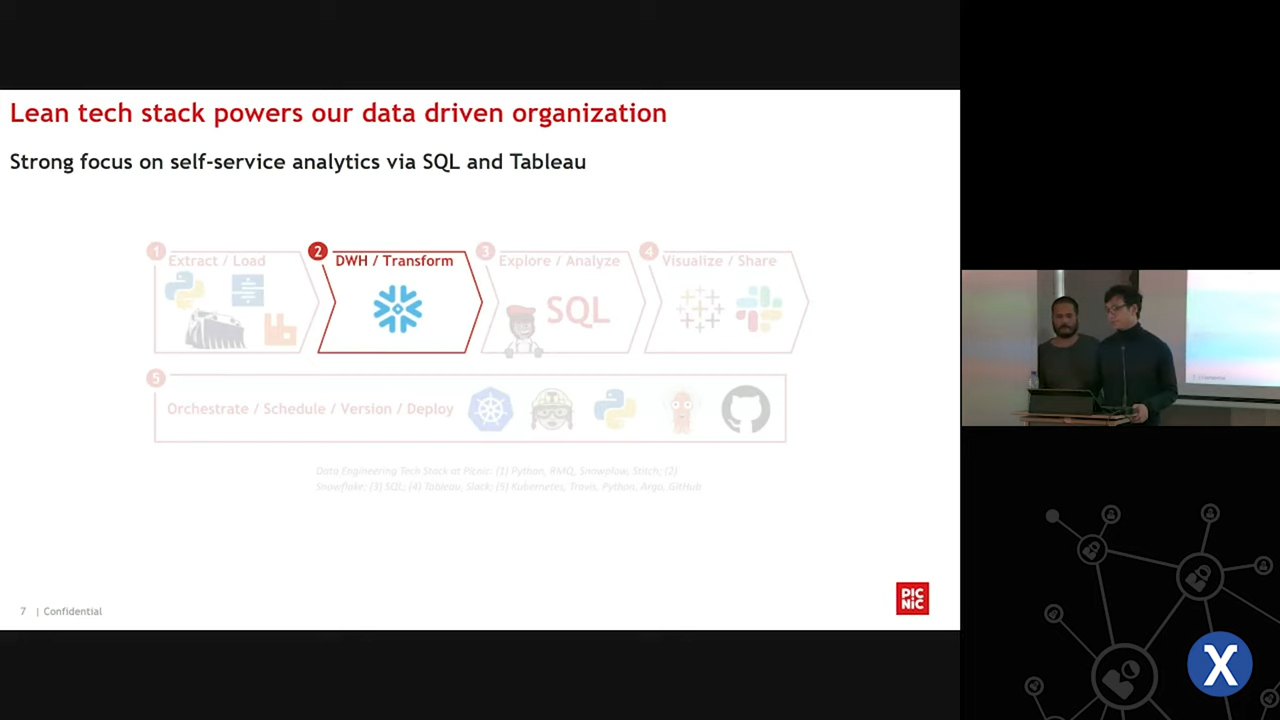 Lean tech stack powers our data driven organization
Strong focus on self-service analytics via SQL and Tableau
1
Extract / Load
2
DWH / Transform
3
Explore / Analyze
SQL
4
Visualize / Share
5
Orchestrate / Schedule / Version / Deploy
Data Engineering Tech Stack at Picnic: (1) Python, RMQ, Snowplow, Stitch; (2)
Snowflake; (3) SQL; (4) Tableau, Slack; (5) Kubernetes, Travis, Python, Argo, GitHub
7 | Confidential
PIC
NIC
X